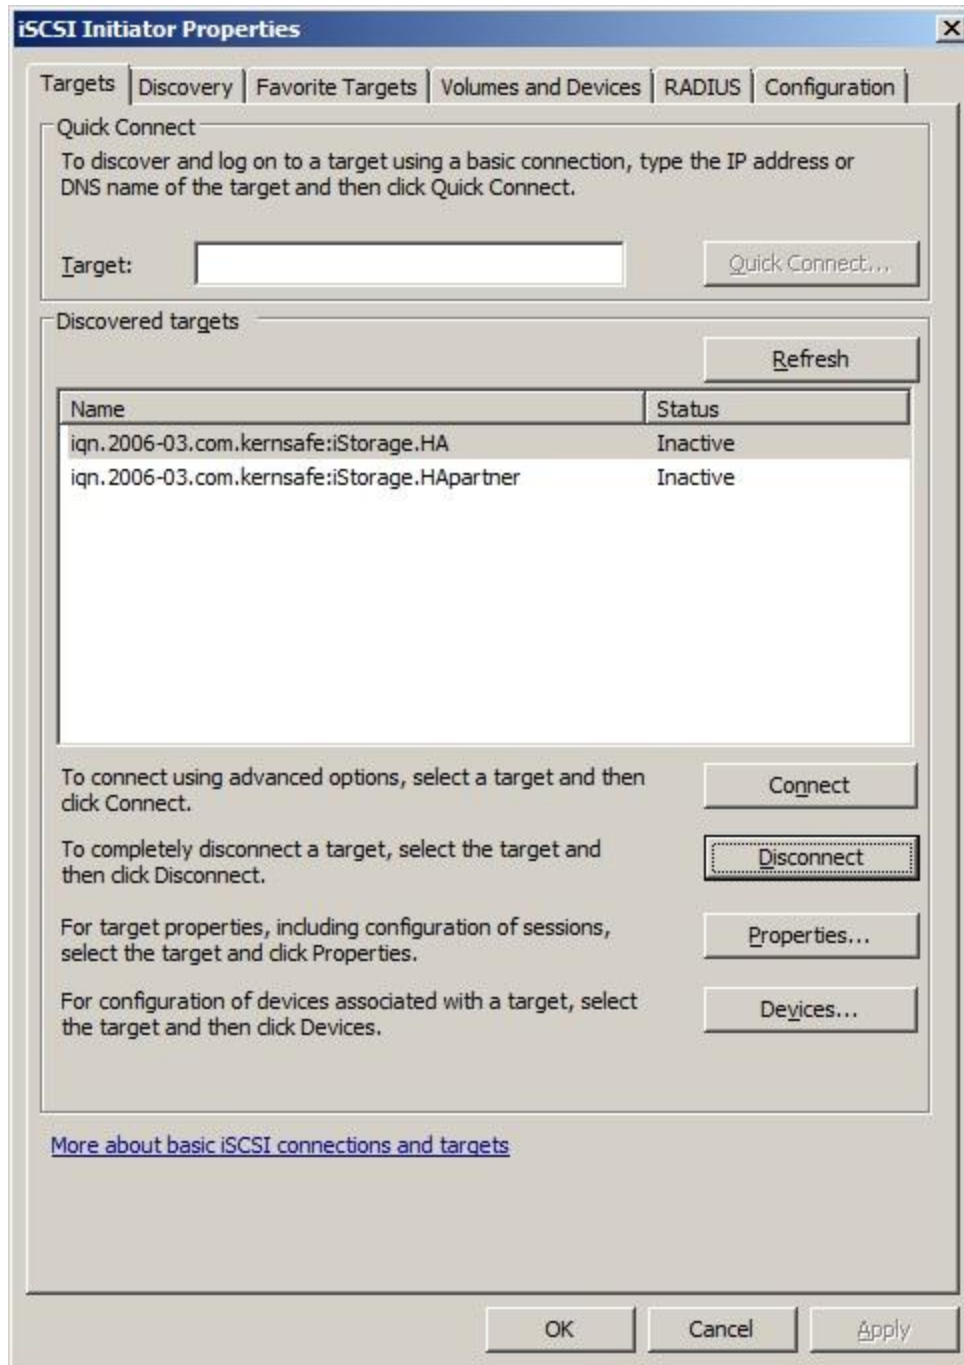 iSCSI Initiator Properties
Targets Discovery Favorite Targets Volumes and Devices RADIUS Configuration
Quick Connect
To discover and log on to a target using a basic connection, type the IP address or
DNS name of the target and then click Quick Connect.
Target: Quick Connect...
Discovered targets
Refresh
Name Status
iqn.2006-03.com.kernsafe:iStorage.HA Inactive
iqn.2006-03.com.kernsafe:iStorage.HApartner Inactive
To connect using advanced options, select a target and then
click Connect.
Connect
To completely disconnect a target, select the target and
then click Disconnect.
Disconnect
For target properties, including configuration of sessions,
select the target and click Properties.
Properties...
For configuration of devices associated with a target, select
the target and then click Devices.
Devices...
More about basic iSCSI connections and targets
OK Cancel Apply